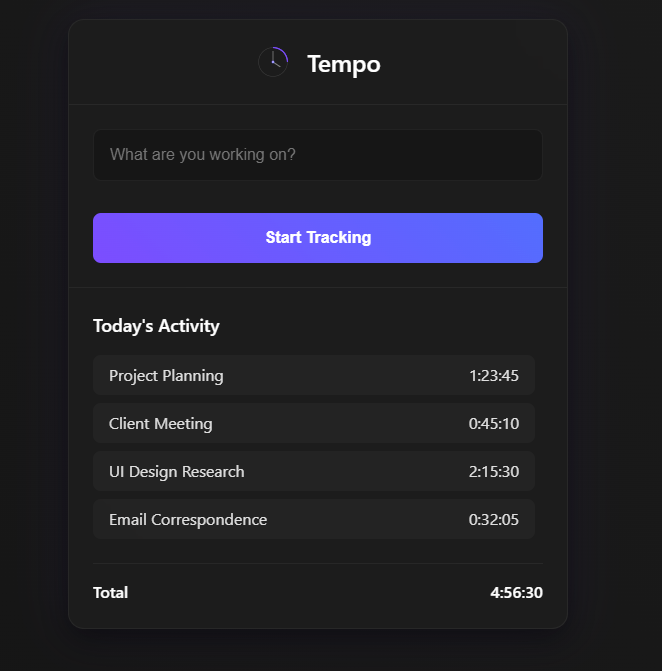 Tempo
What are you working on?
Start Tracking
Today's Activity
Project Planning 1:23:45
Client Meeting 0:45:10
UI Design Research 2:15:30
Email Correspondence 0:32:05
Total 4:56:30